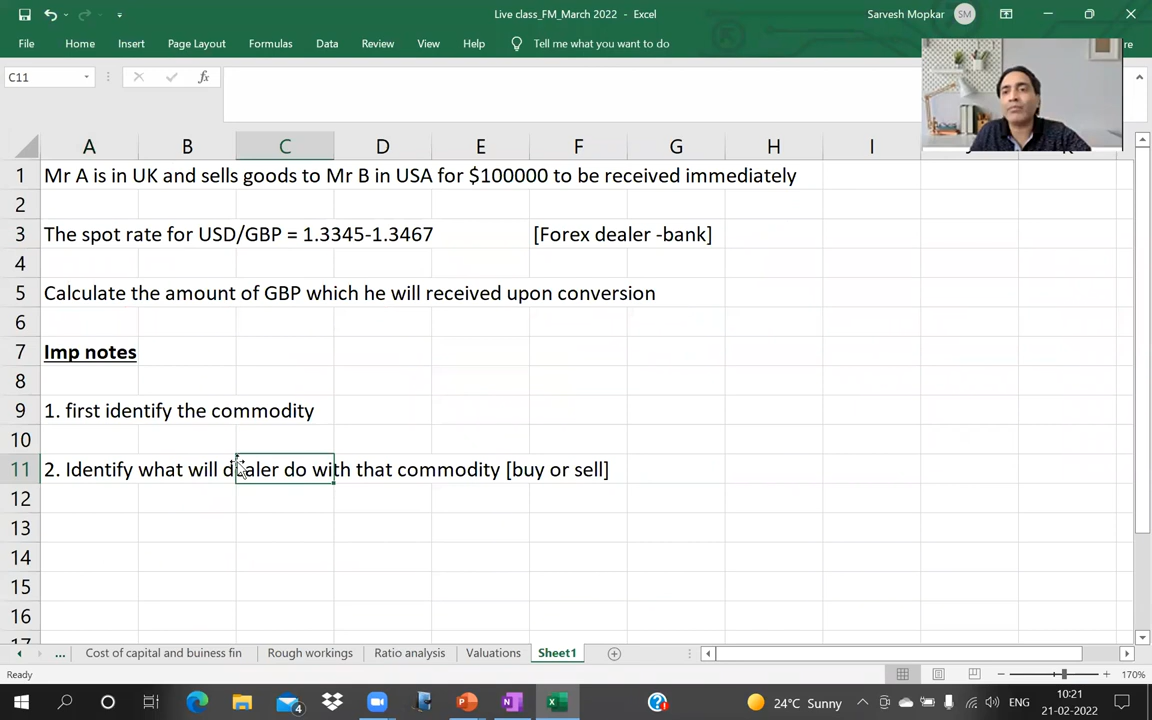 Live class_FM_March 2022 - Excel
Sarvesh Mopkar
SM
File Home Insert Page Layout Formulas Data Review View Help Tell me what you want to do
re
C11
fx
A B C D E F G H I
1 Mr A is in UK and sells goods to Mr B in USA for $100000 to be received immediately
2
3 The spot rate for USD/GBP = 1.3345-1.3467 [Forex dealer -bank]
4
5 Calculate the amount of GBP which he will received upon conversion
6
7 Imp notes
8
9 1. first identify the commodity
10
11 2. Identify what will dealer do with that commodity [buy or sell]
12
13
14
15
16
17
... Cost of capital and buiness fin Rough workings Ratio analysis Valuations Sheet1
Ready
170%
4
24°C Sunny
ENG
10:21
21-02-2022